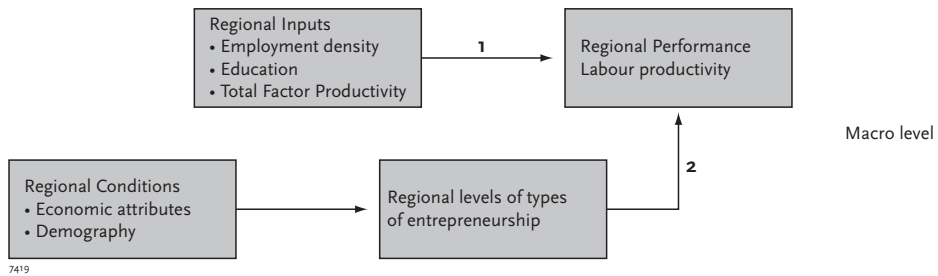 Regional Inputs
• Employment density
• Education
• Total Factor Productivity
1
Regional Performance
Labour productivity
Macro level
Regional Conditions
• Economic attributes
• Demography
Regional levels of types
of entrepreneurship
2
7419